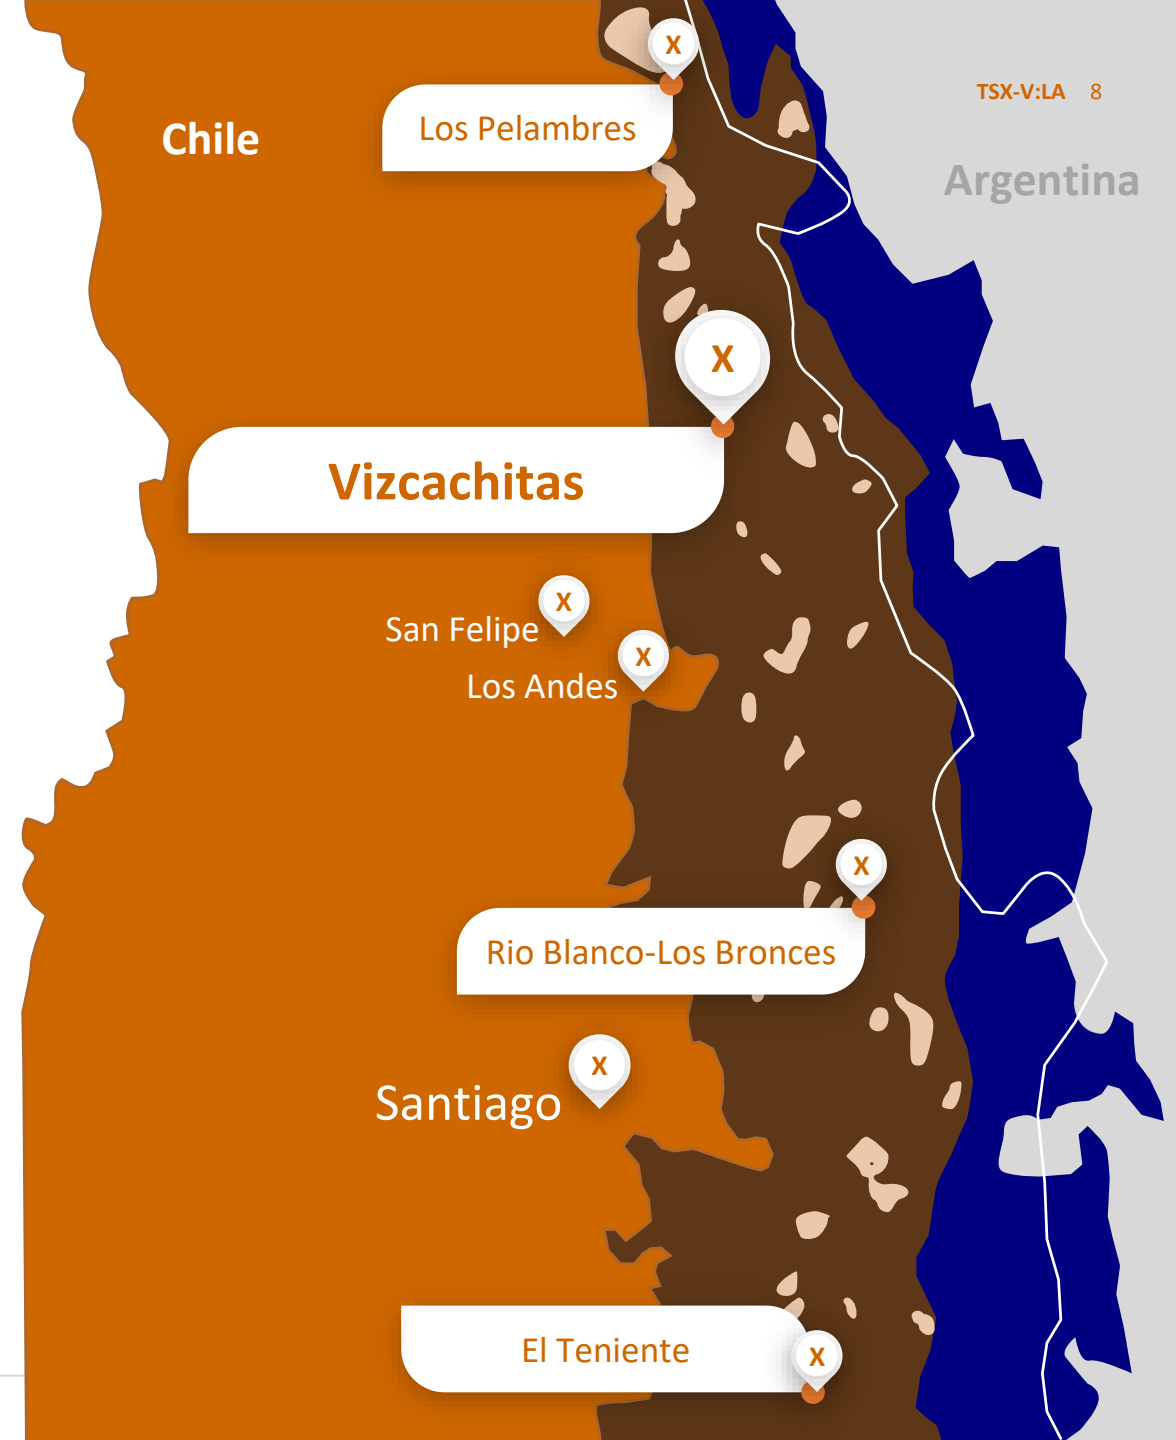 X
TSX-V:LA 8
Chile
Los Pelambres
Argentina
X
Vizcachitas
X
San Felipe
X
Los Andes
X
Rio Blanco-Los Bronces
X
Santiago
El Teniente
X